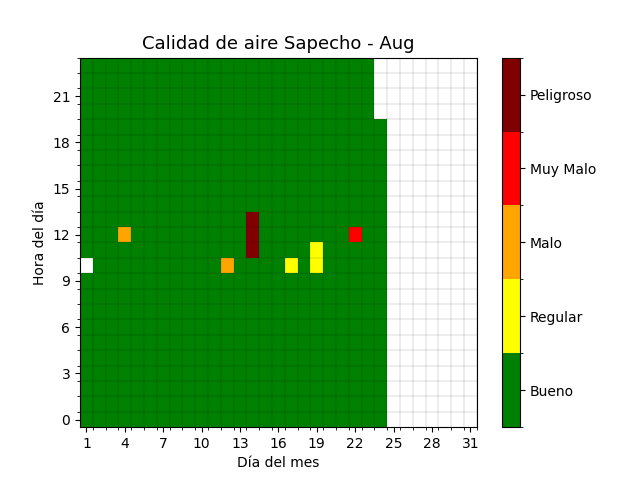 Calidad de aire Sapecho - Aug
Hora del día
21
18
15
12
9
6
3
0
1 4 7 10 13 16 19 22 25 28 31
Día del mes
Peligroso
Muy Malo
Malo
Regular
Bueno